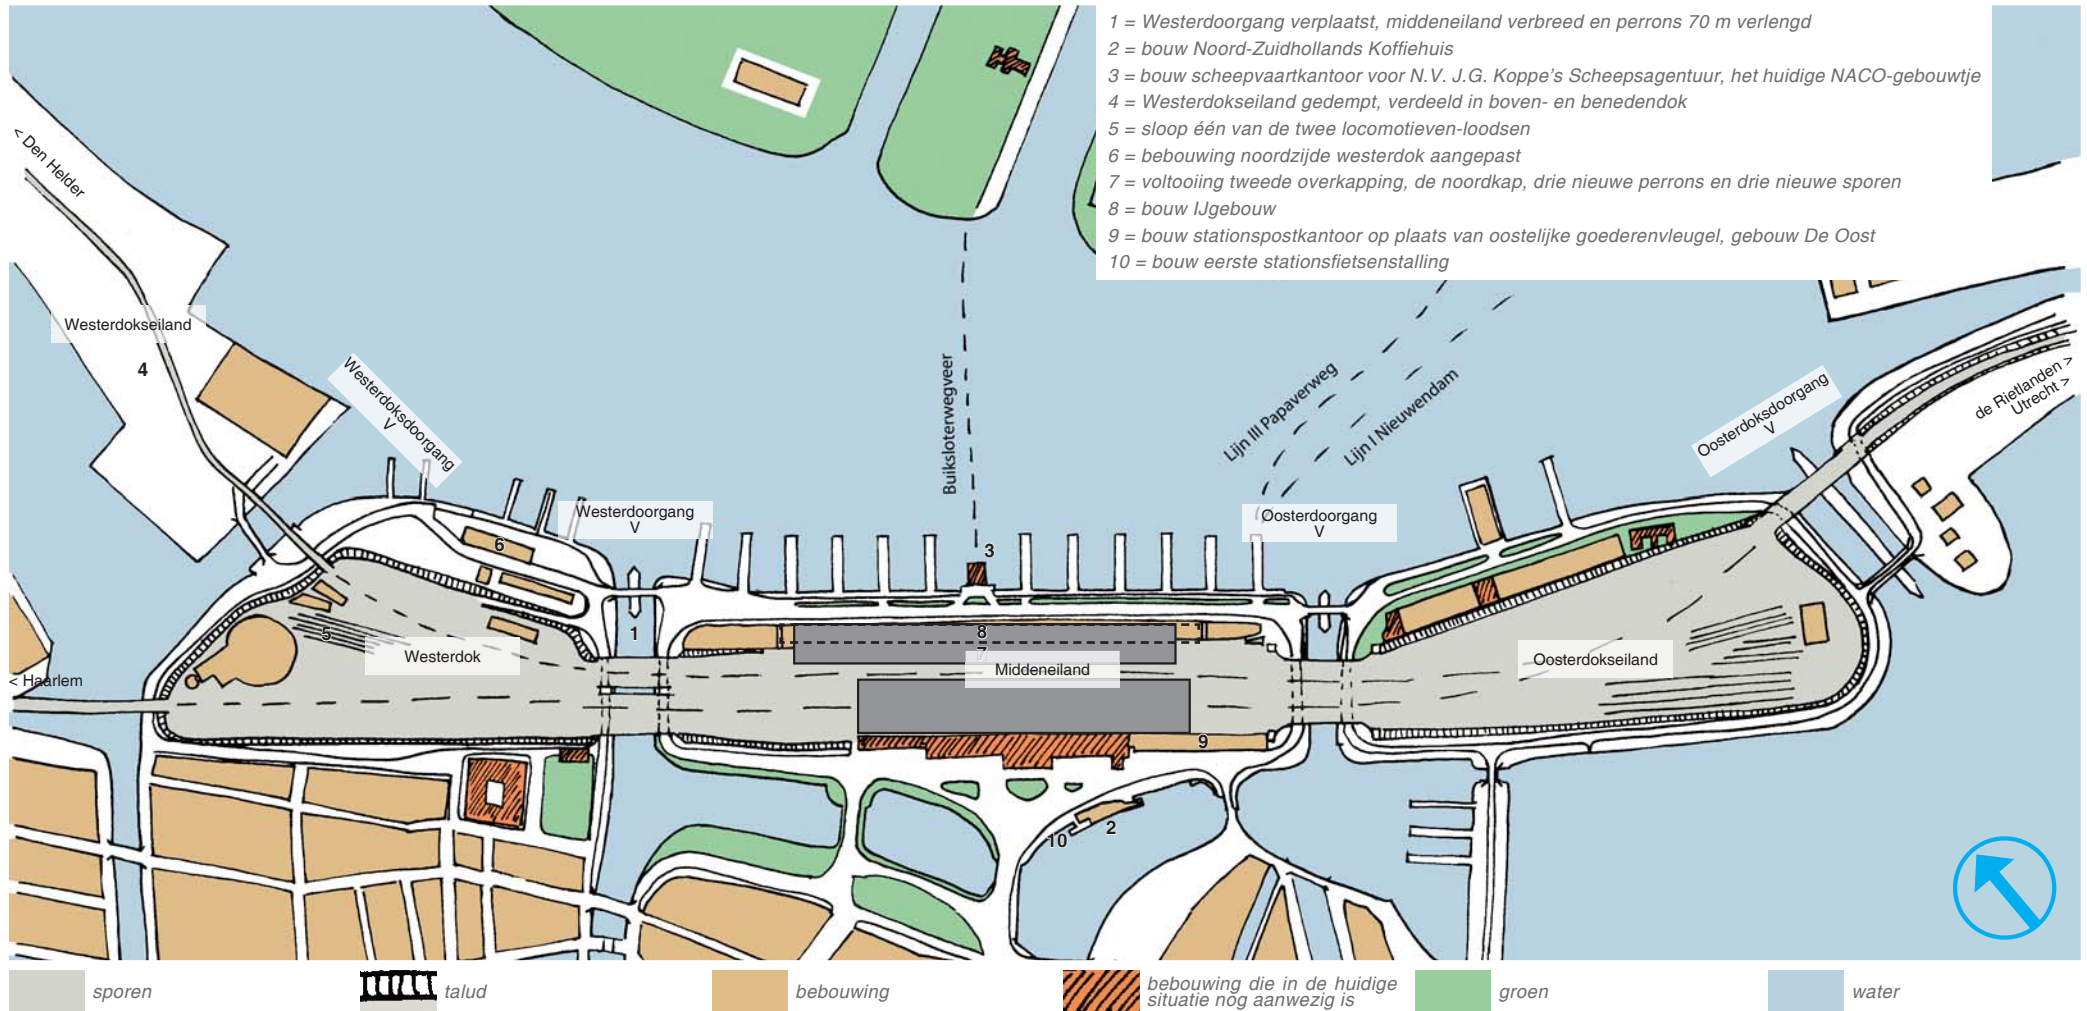 1 = Westerdoorgang verplaatst, middeneiland verbreed en perrons 70 m verlengd
2 = bouw Noord-Zuidhollands Koffiehuis
3 = bouw scheepvaartkantoor voor N.V. J.G. Koppe's Scheepsagentuur, het huidige NACO-gebouwtje
4 = Westerdokseiland gedempt, verdeeld in boven- en benedendok
5 = sloop één van de twee locomotieven-loodsen
6 = bebouwing noordzijde westerdok aangepast
7 = voltooiing tweede overkapping, de noordkap, drie nieuwe perrons en drie nieuwe sporen
8 = bouw IJgebouw
9 = bouw stationspostkantoor op plaats van oostelijke goederenvleugel, gebouw De Oost
10 = bouw eerste stationsfietsenstalling
< Den Helder
Westerdokseiland
4
Westerdoksdoorgang
V
Buiksloterwegveer
Lijn III Papaverweg
Lijn I Nieuwendam
Oosterdoksdoorgang
V
de Rietlanden >
Utrecht >
Westerdoorgang
V
Oosterdoorgang
V
6
3
5
1
8
7
Westerdok
Middeneiland
Oosterdokseiland
< Haarlem
9
2
10
sporen
talud
bebouwing
bebouwing die in de huidige
situatie nog aanwezig is
groen
water